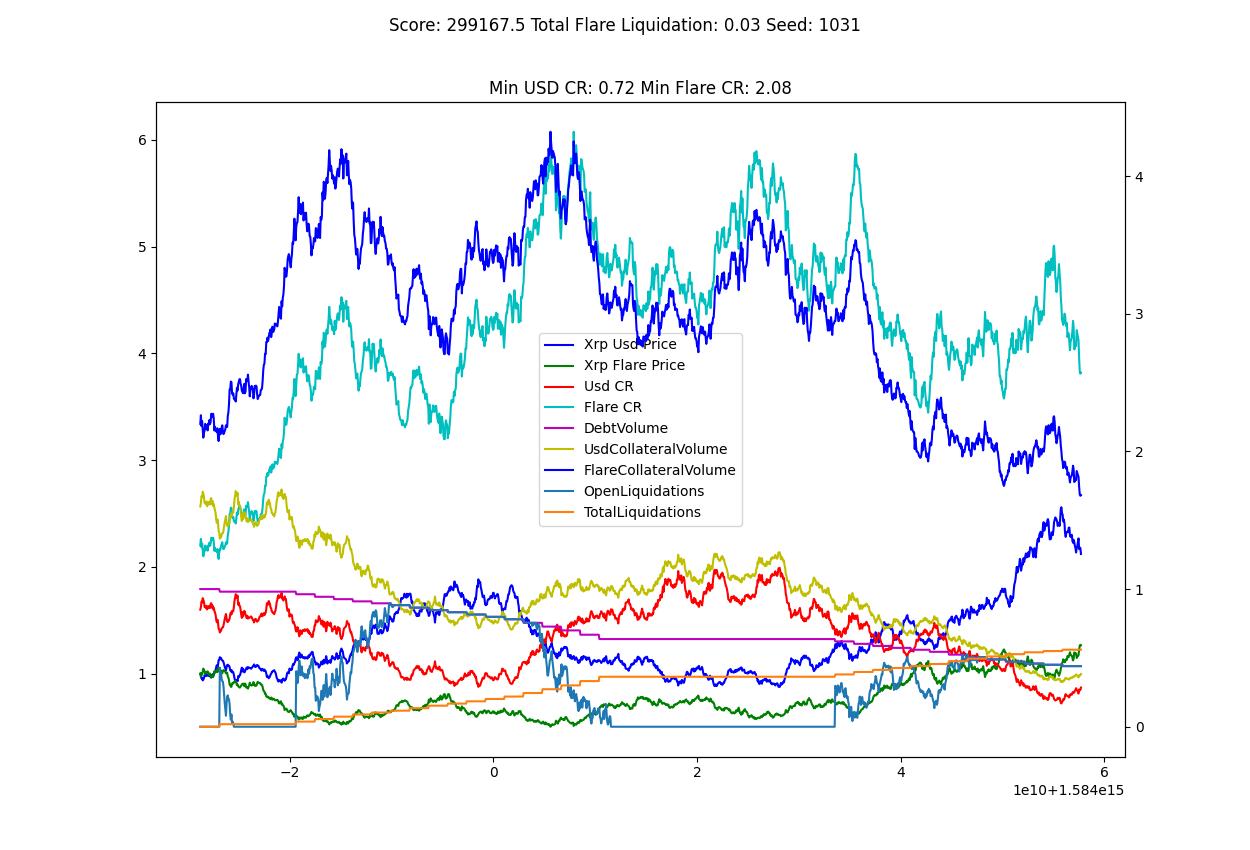 Score: 299167.5 Total Flare Liquidation: 0.03 Seed: 1031
Min USD CR: 0.72 Min Flare CR: 2.08
6
5
4
3
2
1
4
3
2
1
0
Xrp Usd Price
Xrp Flare Price
Usd CR
Flare CR
DebtVolume
UsdCollateralVolume
FlareCollateralVolume
OpenLiquidations
TotalLiquidations
−2
0
2
4
6
1e10+1.584e15